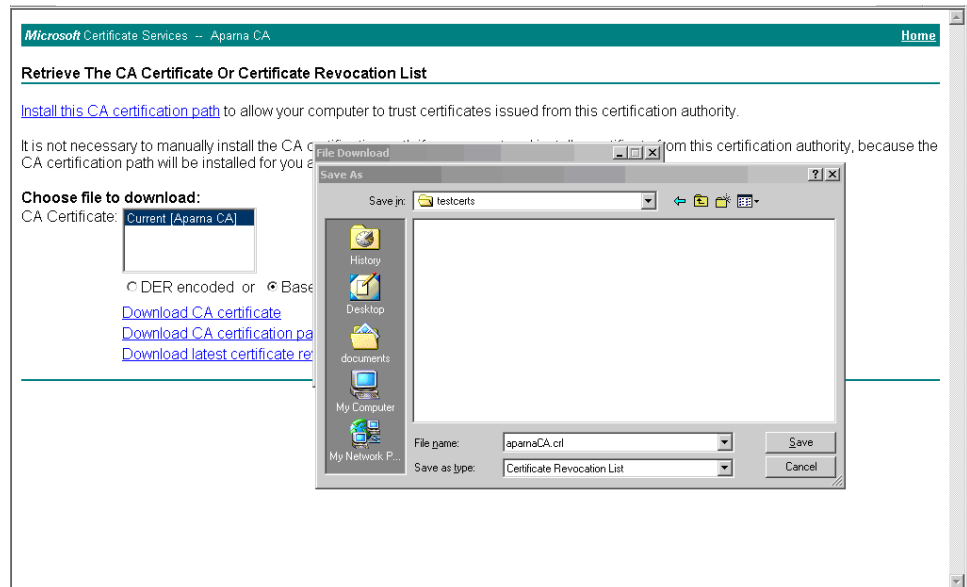 Microsoft Certificate Services -- Aparna CA Home
Retrieve The CA Certificate Or Certificate Revocation List
Install this CA certification path to allow your computer to trust certificates issued from this certification authority.
It is not necessary to manually install the CA from this certification authority, because the
CA certification path will be installed for you
File Download
Save As
Save in: testcerts
History
Desktop
documents
My Computer
My Network P...
File name: aparnaCA.crl Save
Save as type: Certificate Revocation List Cancel
Choose file to download:
CA Certificate: Current [Aparna CA]
DER encoded or Base
Download CA certificate
Download CA certification pa
Download latest certificate re